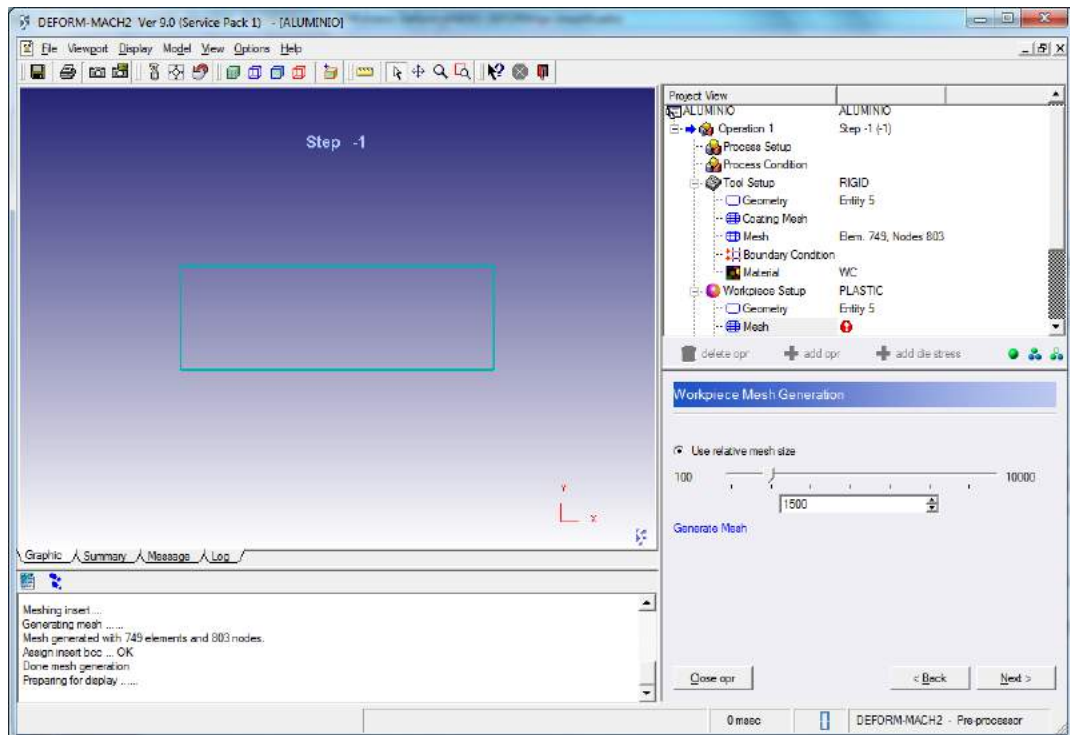 DEFORM-MACH2 Ver 9.0 (Service Pack 1) - [ALUMINIO]
File Viewport Display Model View Options Help
Step -1
Y
X
Graphic Summary Message Log
Meshing insert ...
Generating mesh ......
Mesh generated with 749 elements and 803 nodes.
Assign insert bcc ... OK
Done mesh generation
Preparing for display ......
Project View
ALUMINIO ALUMINIO
Operation 1 Step -1 (-1)
Process Setup
Process Condition
Tool Setup RIGID
Geometry Entity 5
Coating Mesh
Mesh Elem. 749, Nodes 803
Boundary Condition
Material WC
Workpiece Setup PLASTIC
Geometry Entity 5
Mesh
delete opr add opr add die stress
Workpiece Mesh Generation
Use relative mesh size
100 10000
1500
Generate Mesh
Close opr < Back Next >
0 msec DEFORM-MACH2 - Pre-processor